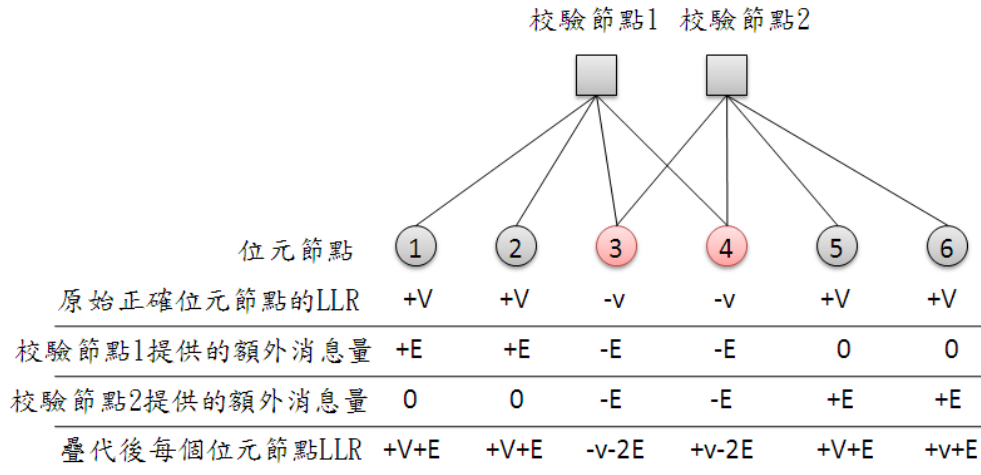 校驗節點1 校驗節點2
位元節點 1 2 3 4 5 6
原始正確位元節點的LLR +V +V -v -v +V +V
校驗節點1提供的額外消息量 +E +E -E -E 0 0
校驗節點2提供的額外消息量 0 0 -E -E +E +E
疊代後每個位元節點LLR +V+E +V+E -v-2E +v-2E +V+E +v+E